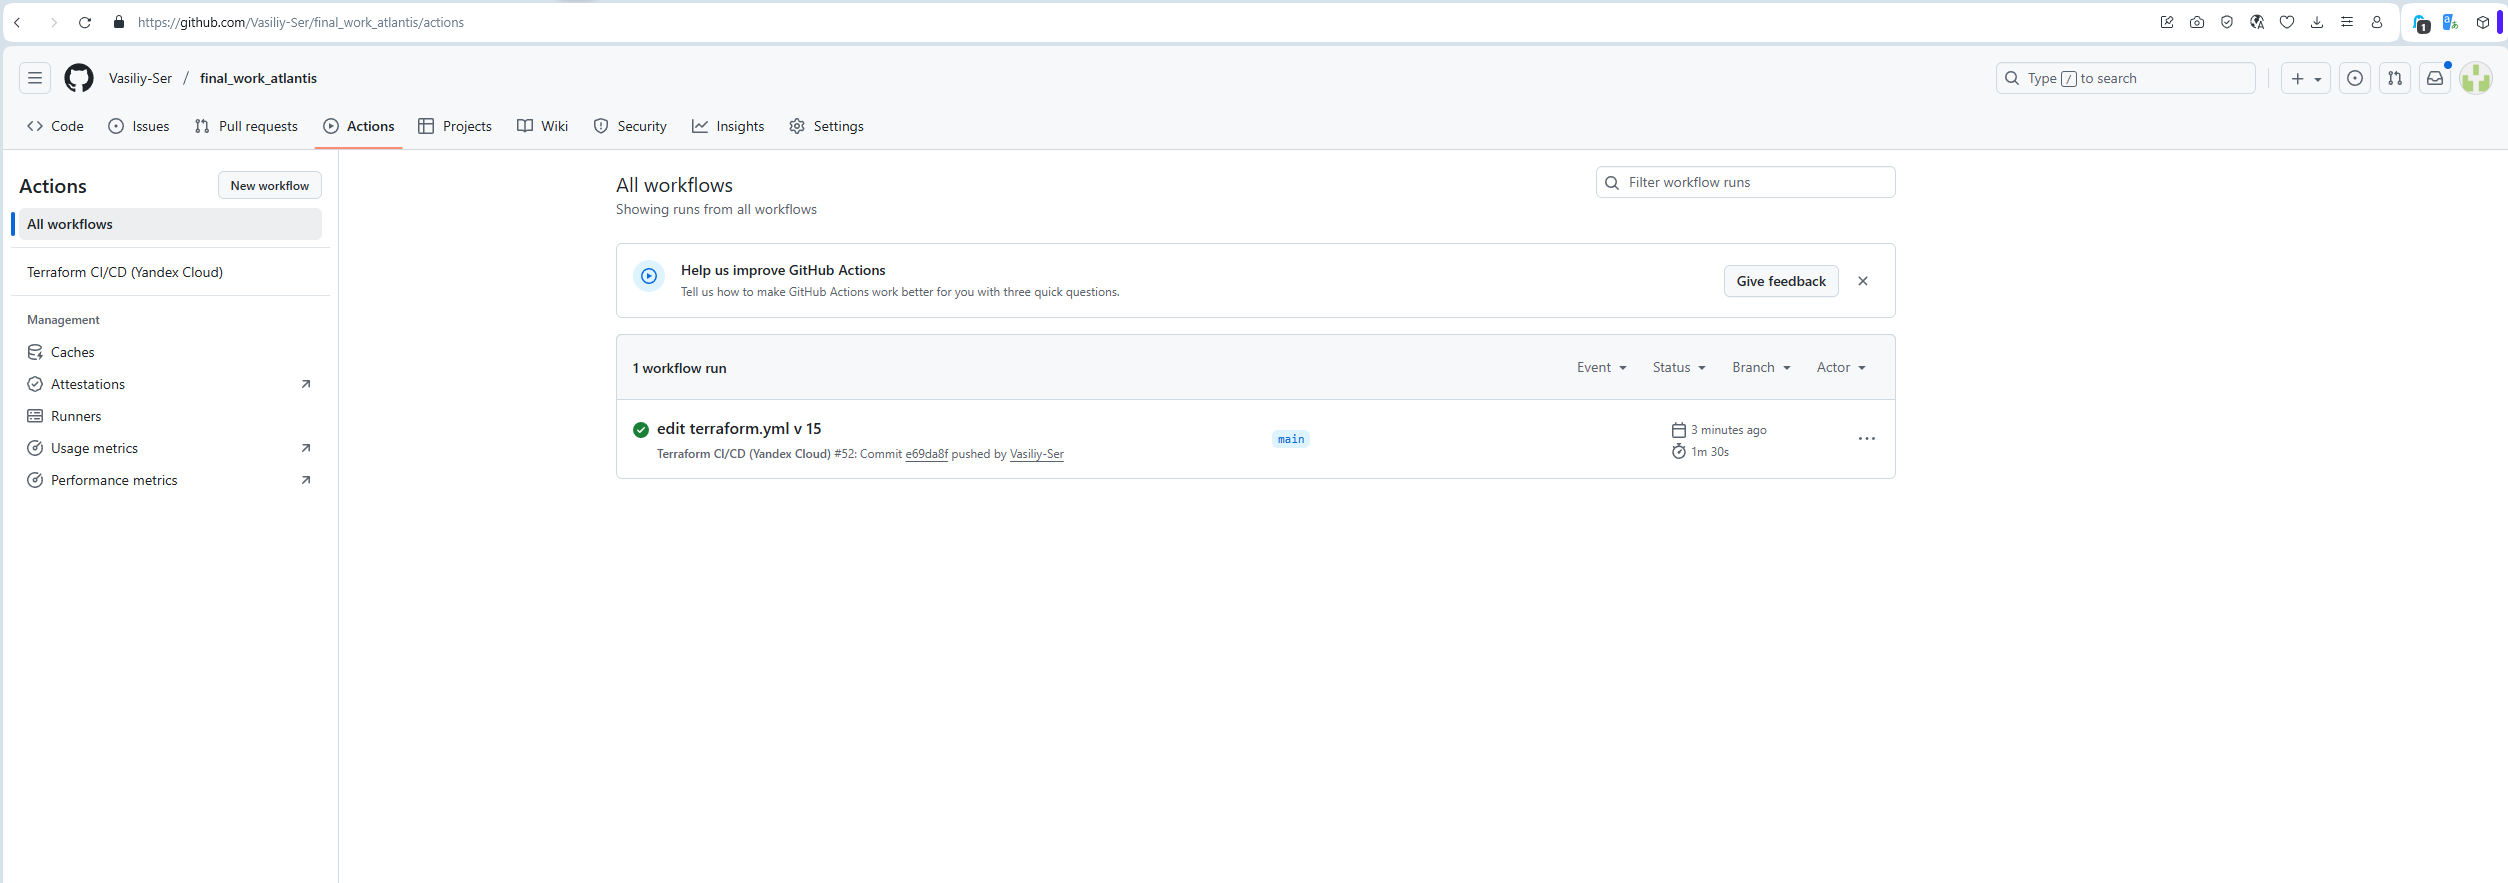 https://github.com/Vasiliy-Ser/final_work_atlantis/actions
1
Vasiliy-Ser / final_work_atlantis
Type / to search
Code Issues Pull requests Actions Projects Wiki Security Insights Settings
Actions
New workflow
All workflows
Terraform CI/CD (Yandex Cloud)
Management
Caches
Attestations
Runners
Usage metrics
Performance metrics
All workflows
Showing runs from all workflows
Filter workflow runs
Help us improve GitHub Actions
Tell us how to make GitHub Actions work better for you with three quick questions.
Give feedback
1 workflow run
Event Status Branch Actor
edit terraform.yml v 15
Terraform CI/CD (Yandex Cloud) #52: Commit e69da8f pushed by Vasiliy-Ser
main
3 minutes ago
1m 30s